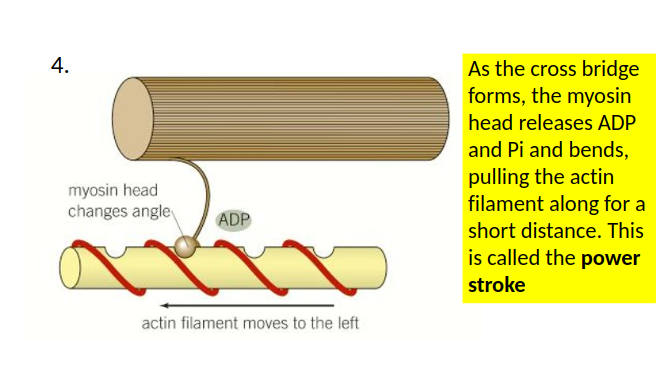 4.
As the cross bridge
forms, the myosin
head releases ADP
and Pi and bends,
pulling the actin
filament along for a
short distance. This
is called the power
stroke
myosin head
changes angle
ADP
actin filament moves to the left